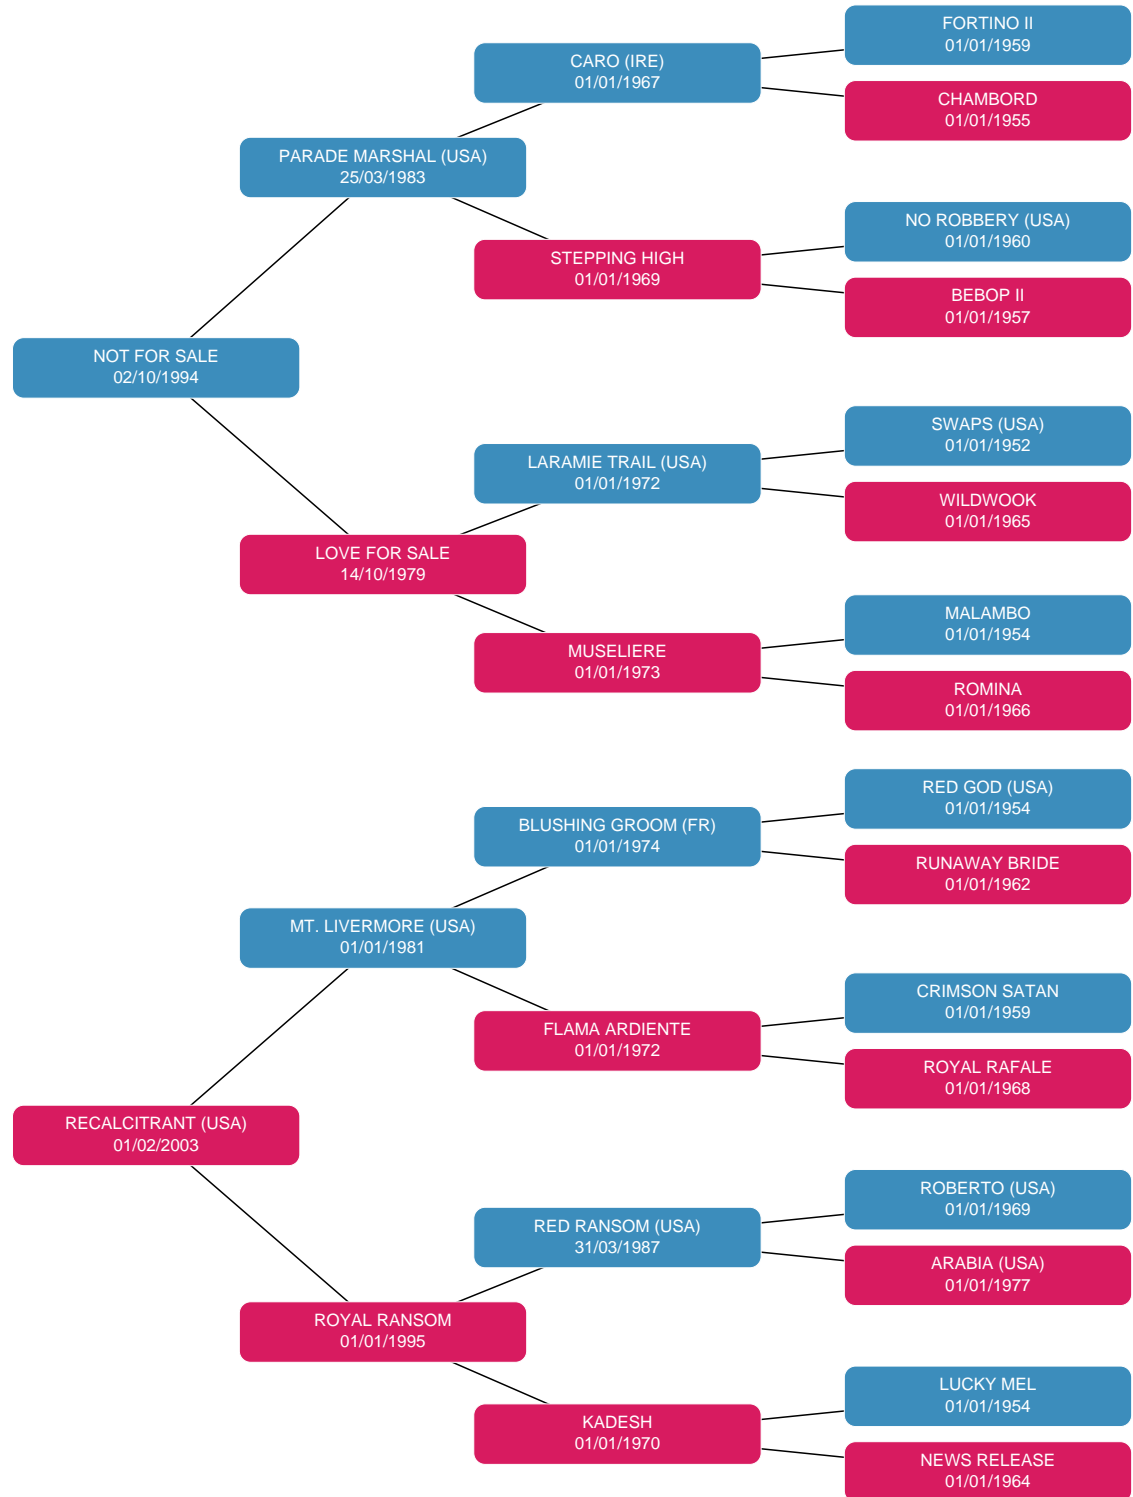 FORTINO II
01/01/1959
CARO (IRE)
01/01/1967
CHAMBORD
01/01/1955
PARADE MARSHAL (USA)
25/03/1983
NO ROBBERY (USA)
01/01/1960
STEPPING HIGH
01/01/1969
BEBOP II
01/01/1957
NOT FOR SALE
02/10/1994
SWAPS (USA)
01/01/1952
LARAMIE TRAIL (USA)
01/01/1972
WILDWOOK
01/01/1965
LOVE FOR SALE
14/10/1979
MALAMBO
01/01/1954
MUSELIERE
01/01/1973
ROMINA
01/01/1966
RED GOD (USA)
01/01/1954
BLUSHING GROOM (FR)
01/01/1974
RUNAWAY BRIDE
01/01/1962
MT. LIVERMORE (USA)
01/01/1981
CRIMSON SATAN
01/01/1959
FLAMA ARDIENTE
01/01/1972
ROYAL RAFALE
01/01/1968
RECALCITRANT (USA)
01/02/2003
ROBERTO (USA)
01/01/1969
RED RANSOM (USA)
31/03/1987
ARABIA (USA)
01/01/1977
ROYAL RANSOM
01/01/1995
LUCKY MEL
01/01/1954
KADESH
01/01/1970
NEWS RELEASE
01/01/1964